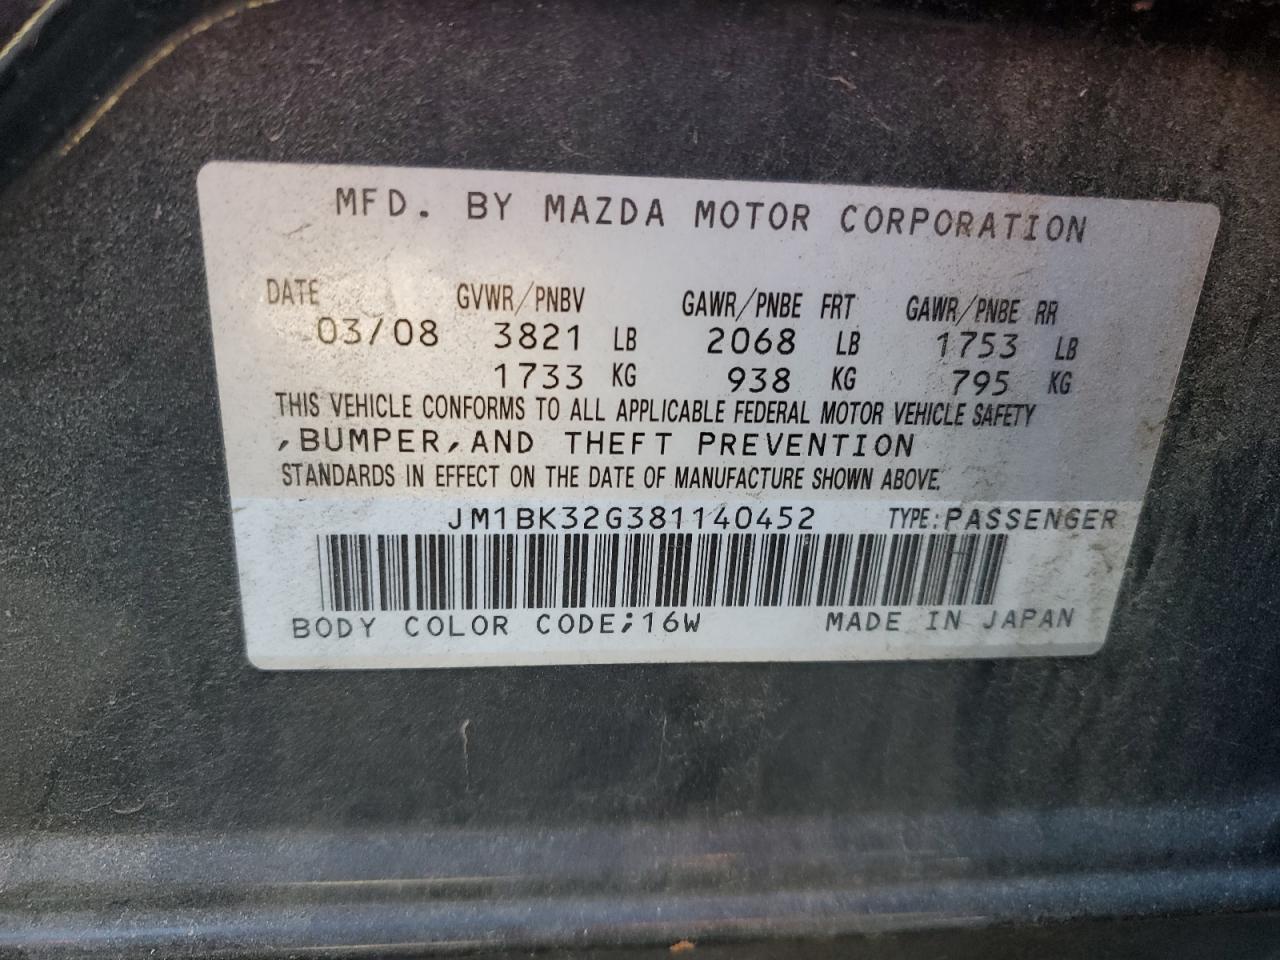 MFD. BY MAZDA MOTOR CORPORATION
DATE GVWR/PNBV GAWR/PNBE FRT GAWR/PNBE RR
03/08 3821 LB 2068 LB 1753 LB
1733 KG 938 KG 795 KG
THIS VEHICLE CONFORMS TO ALL APPLICABLE FEDERAL MOTOR VEHICLE SAFETY
,BUMPER,AND THEFT PREVENTION
STANDARDS IN EFFECT ON THE DATE OF MANUFACTURE SHOWN ABOVE.
JM1BK32G381140452 TYPE:PASSENGER
BODY COLOR CODE;16W MADE IN JAPAN